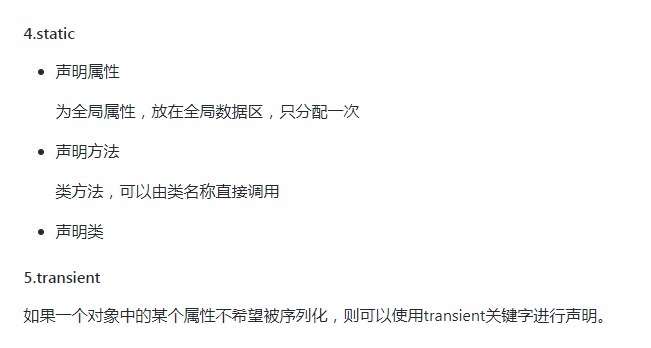 4.static
声明属性
为全局属性，放在全局数据区，只分配一次
声明方法
类方法，可以由类名称直接调用
声明类
5.transient
如果一个对象中的某个属性不希望被序列化，则可以使用transient关键字进行声明。